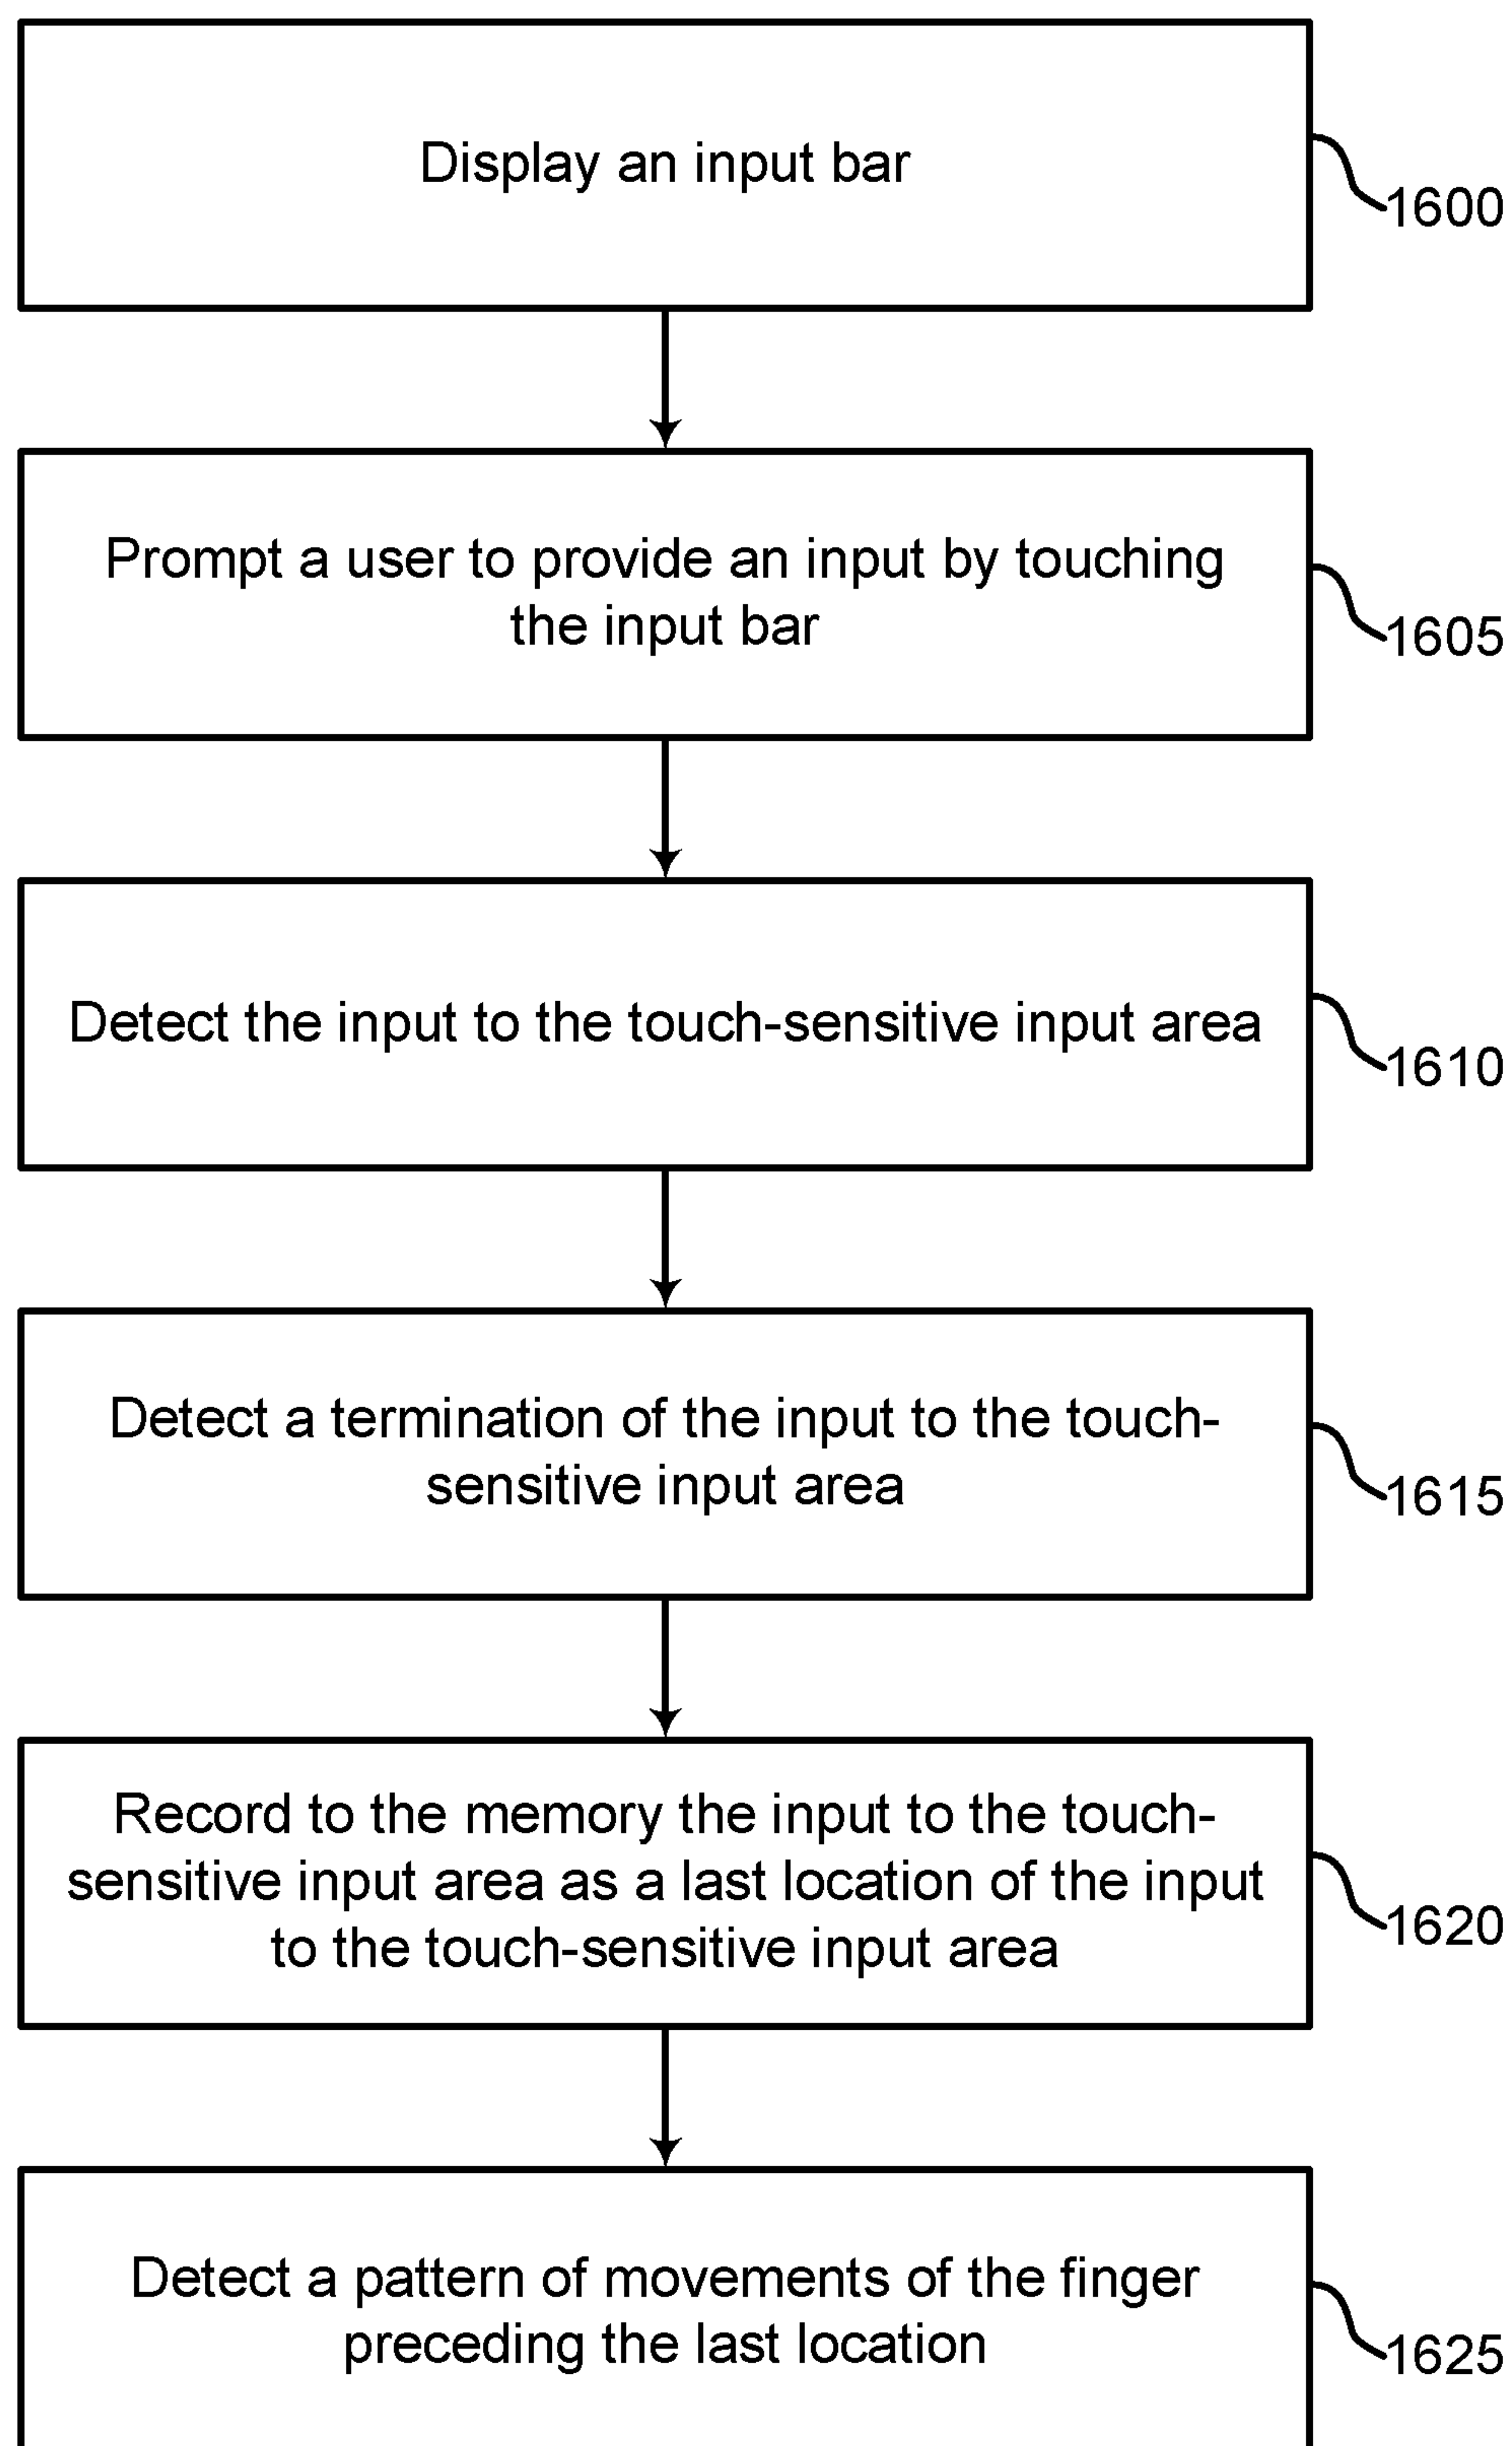 Display an input bar
1600
Prompt a user to provide an input by touching
the input bar
1605
Detect the input to the touch-sensitive input area
1610
Detect a termination of the input to the touch-
sensitive input area
1615
Record to the memory the input to the touch-
sensitive input area as a last location of the input
to the touch-sensitive input area
1620
Detect a pattern of movements of the finger
preceding the last location
1625